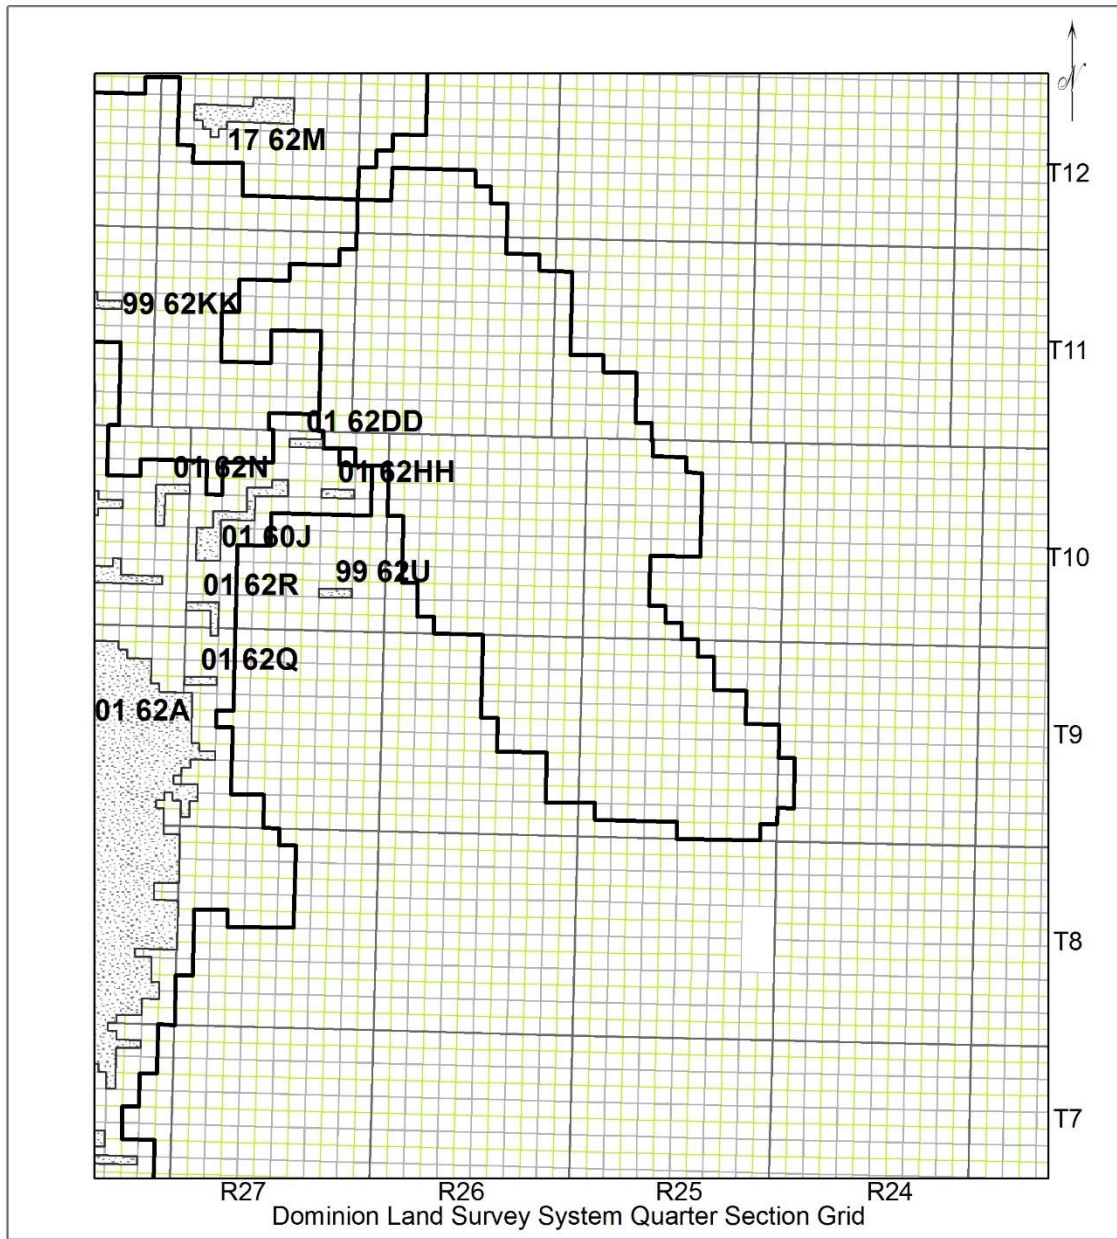 N
17 62M
T12
99 62KK
T11
01 62DD
01 62N
01 62HH
01 60J
T10
99 62U
01 62R
01 62Q
01 62A
T9
T8
T7
R27 R26 R25 R24
Dominion Land Survey System Quarter Section Grid